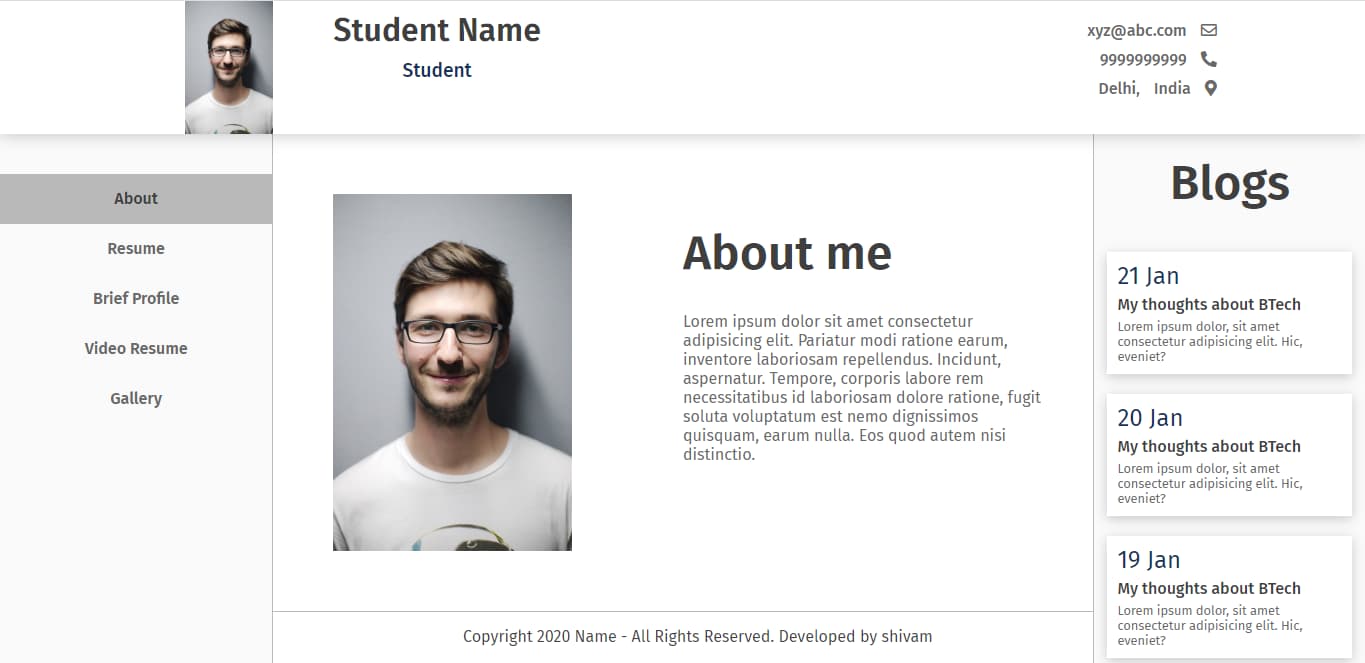 Student Name
Student
xyz@abc.com
9999999999
Delhi, India
About
Resume
Brief Profile
Video Resume
Gallery
About me
Lorem ipsum dolor sit amet consectetur
adipisicing elit. Pariatur modi ratione earum,
inventore laboriosam repellendus. Incidunt,
aspernatur. Tempore, corporis labore rem
necessitatibus id laboriosam dolore ratione, fugit
soluta voluptatum est nemo dignissimos
quisquam, earum nulla. Eos quod autem nisi
distinctio.
Copyright 2020 Name - All Rights Reserved. Developed by shivam
Blogs
21 Jan
My thoughts about BTech
Lorem ipsum dolor, sit amet
consectetur adipisicing elit. Hic,
eveniet?
20 Jan
My thoughts about BTech
Lorem ipsum dolor, sit amet
consectetur adipisicing elit. Hic,
eveniet?
19 Jan
My thoughts about BTech
Lorem ipsum dolor, sit amet
consectetur adipisicing elit. Hic,
eveniet?